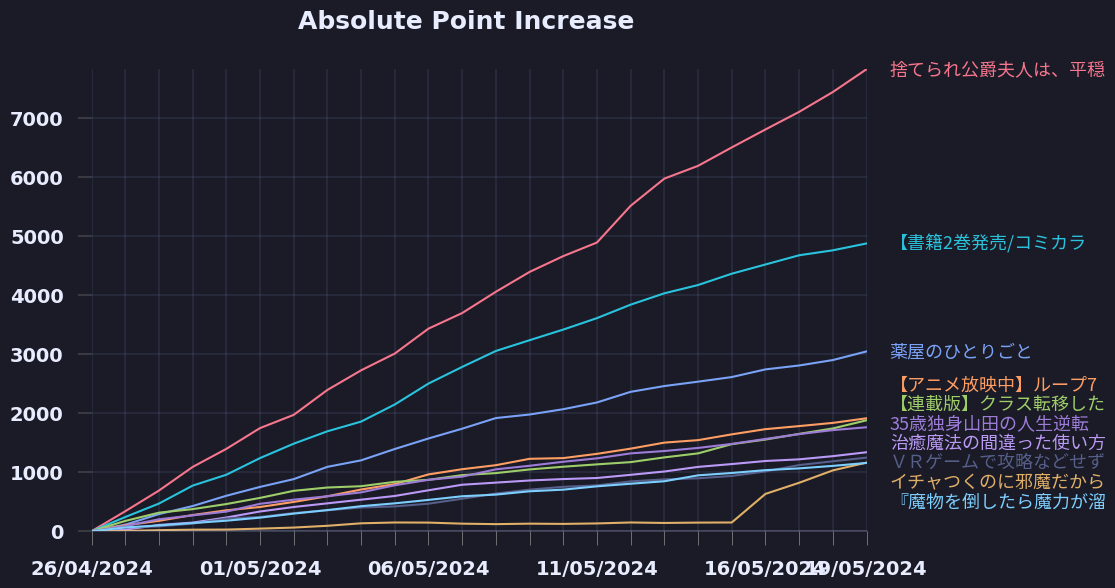 Absolute Point Increase
7000
6000
5000
4000
3000
2000
1000
0
26/04/2024
01/05/2024
06/05/2024
11/05/2024
16/05/2024
19/05/2024
捨てられ公爵夫人は、平穏
【書籍2巻発売/コミカラ
薬屋のひとりごと
【アニメ放映中】ループ7
【連載版】クラス転移した
35歳独身山田の人生逆転
治癒魔法の間違った使い方
ＶＲゲームで攻略などせず
イチャつくのに邪魔だから
『魔物を倒したら魔力が溜